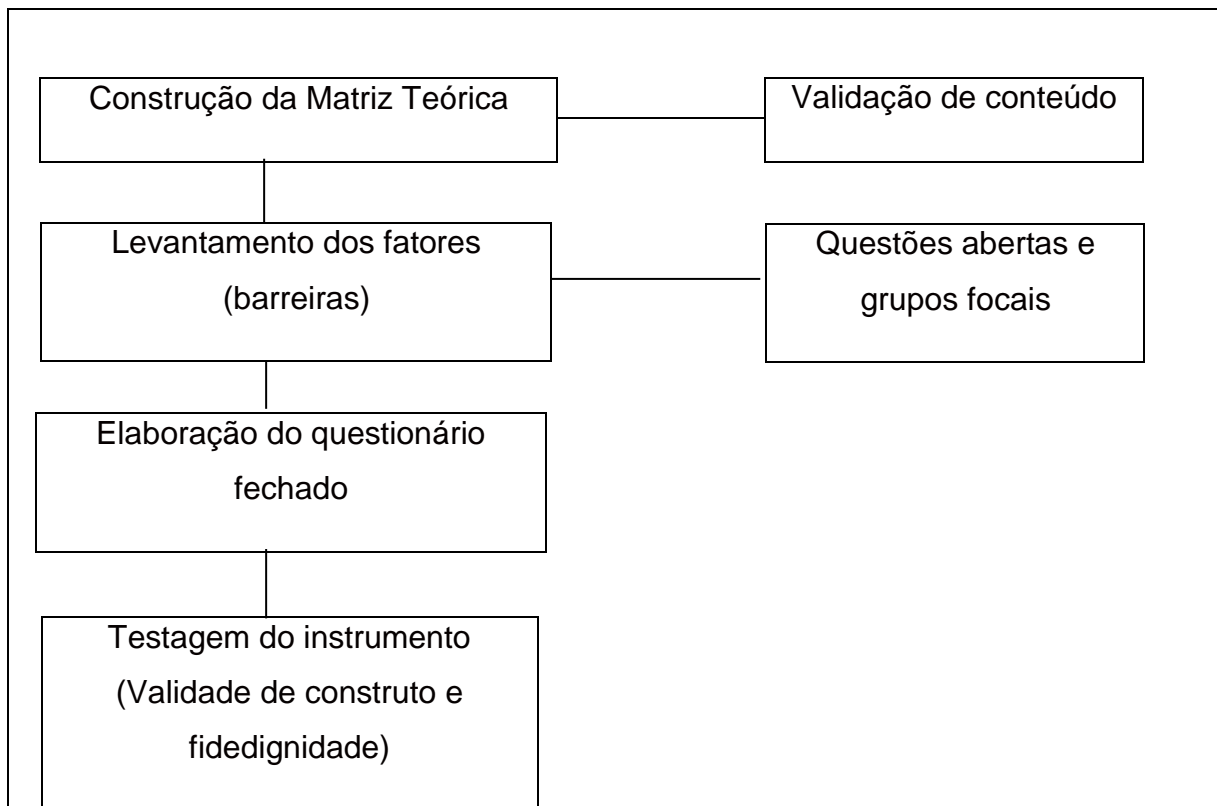 Construção da Matriz Teórica
Validação de conteúdo
Levantamento dos fatores
(barreiras)
Questões abertas e
grupos focais
Elaboração do questionário
fechado
Testagem do instrumento
(Validade de construto e
fidedignidade)